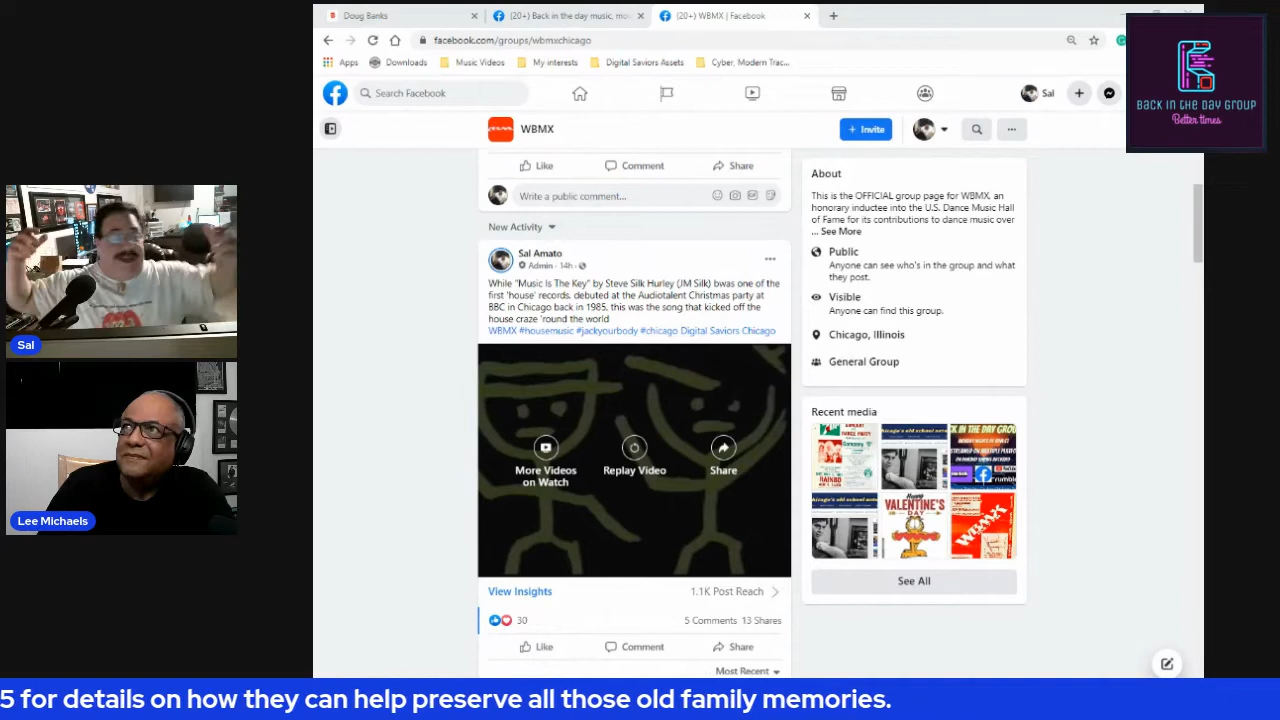 Doug Banks
(20+) Back in the day music, mov
(20+) WBMX | Facebook
facebook.com/groups/wbmxchicago
Apps
Downloads
Music Videos
My interests
Digital Saviors Assets
Cyber, Modern Trac...
BACK IN THE DAY GROUP
Better times
Search Facebook
Sal
WBMX
+ Invite
Like
Comment
Share
Write a public comment...
New Activity
Sal Amato
Admin · 14h ·
While "Music Is The Key" by Steve Silk Hurley (JM Silk) bwas one of the
first 'house' records, debuted at the Audiotalent Christmas party at
BBC in Chicago back in 1985, this was the song that kicked off the
house craze 'round the world
WBMX #housemusic #jackyourbody #chicago Digital Saviors Chicago
More Videos
on Watch
Replay Video
Share
View Insights
1.1K Post Reach
30
5 Comments 13 Shares
Like
Comment
Share
Most Recent
About
This is the OFFICIAL group page for WBMX, an
honorary inductee into the U.S. Dance Music Hall
of Fame for its contributions to dance music over
... See More
Public
Anyone can see who's in the group and what
they post.
Visible
Anyone can find this group.
Chicago, Illinois
General Group
Recent media
HAPPY
VALENTINE'S
DAY
WBMX
See All
Sal
Lee Michaels
5 for details on how they can help preserve all those old family memories.